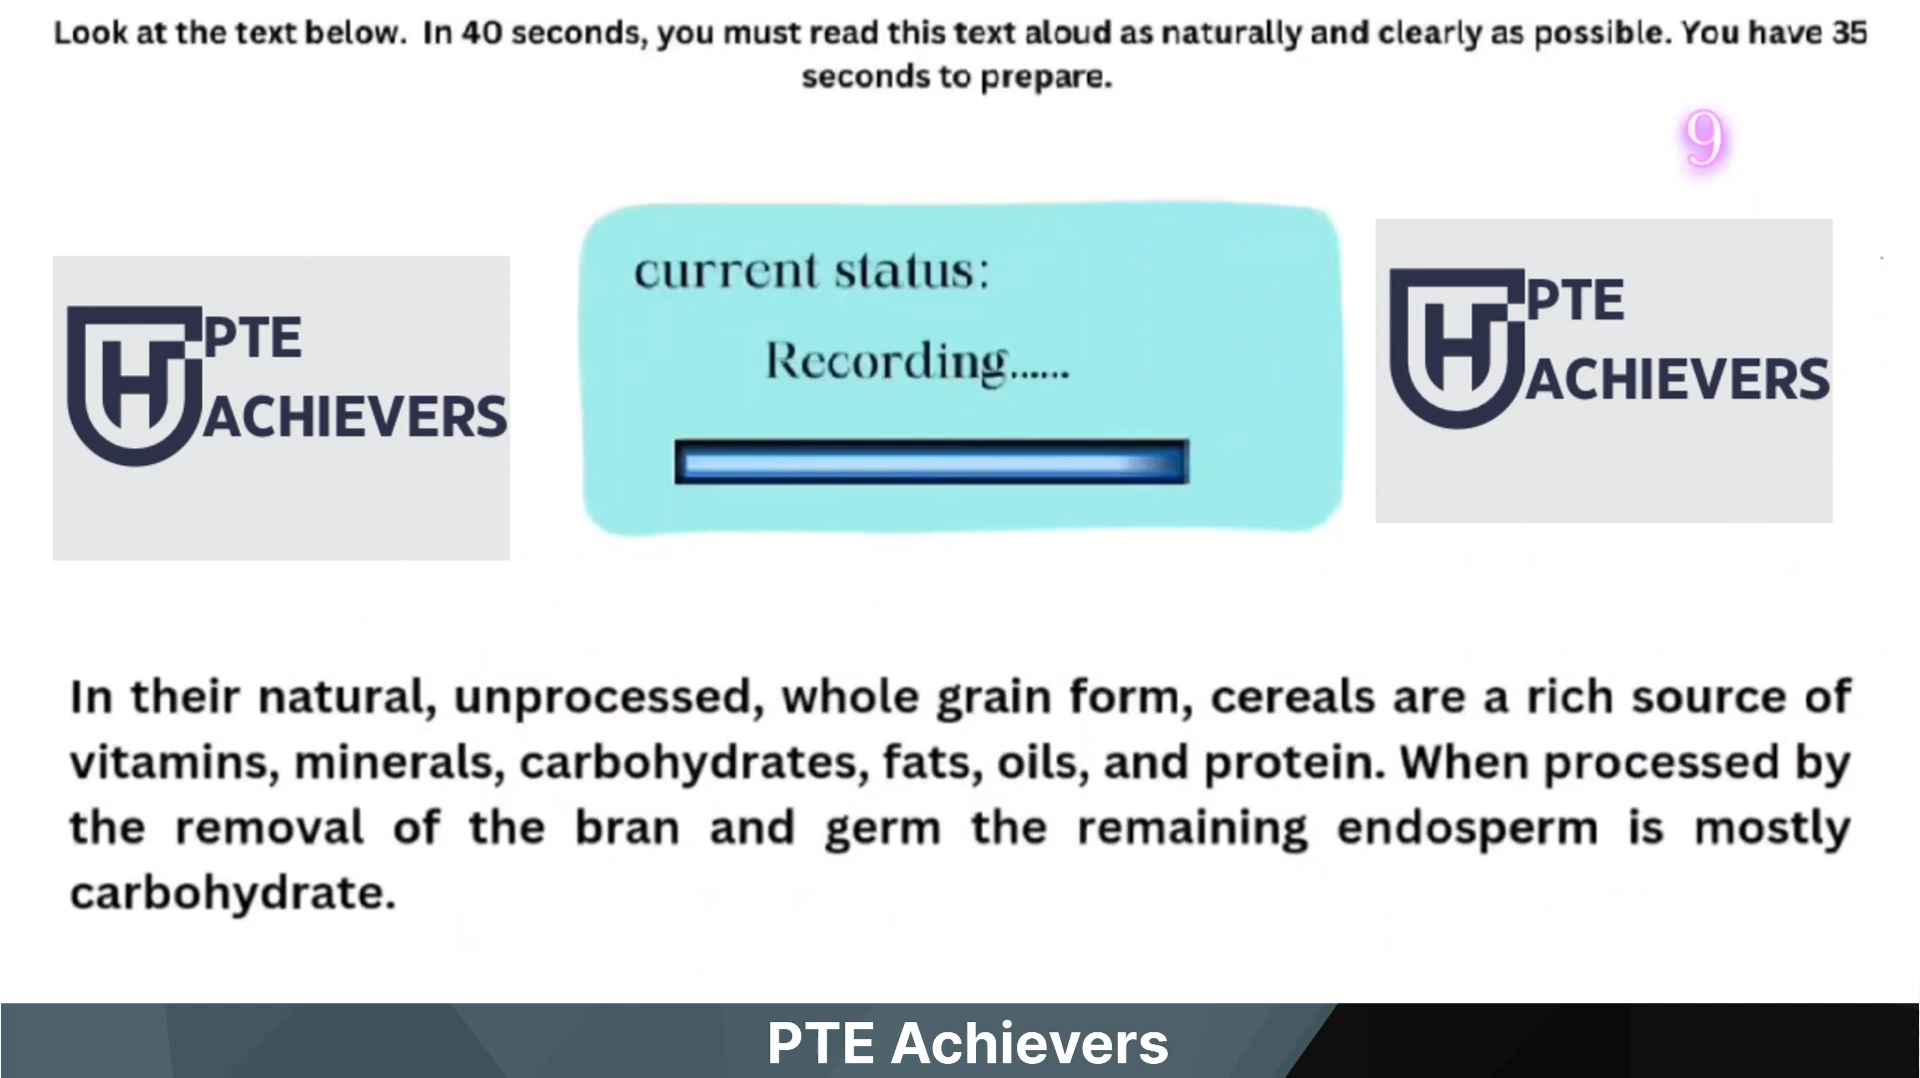 Look at the text below. In 40 seconds, you must read this text aloud as naturally and clearly as possible. You have 35
seconds to prepare.
9
current status:
Recording......
PTE
ACHIEVERS
PTE
ACHIEVERS
In their natural, unprocessed, whole grain form, cereals are a rich source of
vitamins, minerals, carbohydrates, fats, oils, and protein. When processed by
the removal of the bran and germ the remaining endosperm is mostly
carbohydrate.
PTE Achievers